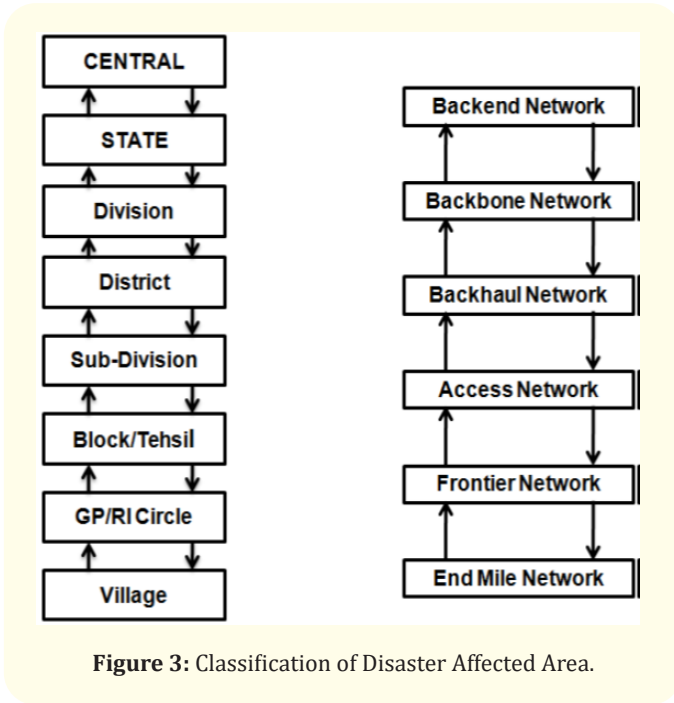 CENTRAL
STATE
Division
District
Sub-Division
Block/Tehsil
GP/RI Circle
Village
Backend Network
Backbone Network
Backhaul Network
Access Network
Frontier Network
End Mile Network
Figure 3: Classification of Disaster Affected Area.